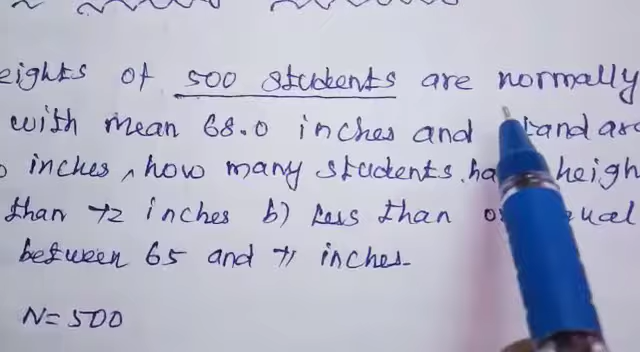 eights of 500 students are normally
with mean 68.0 inches and
inches, how many students heigh
than 72 inches b) Less than
between 65 and 71 inches.
N=500